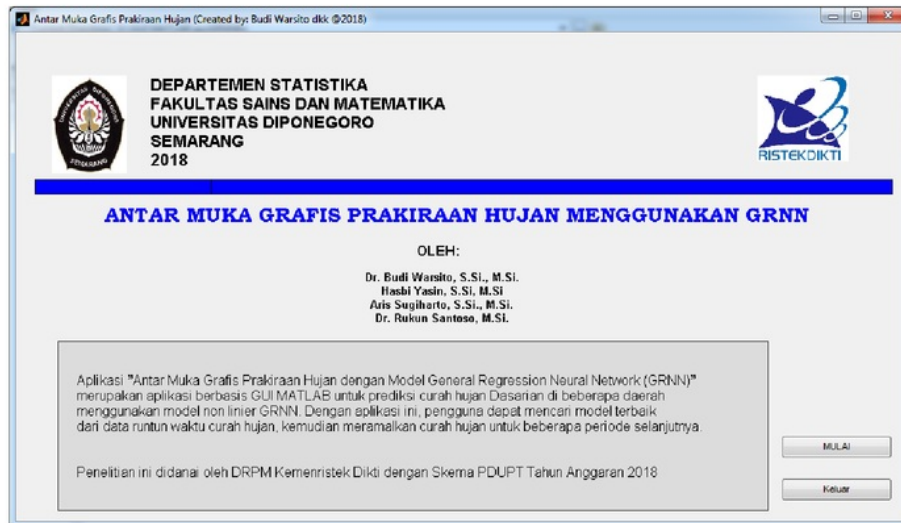 Antar Muka Grafis Prakiraan Hujan (Created by: Budi Warsito dkk @2018)
DEPARTEMEN STATISTIKA
FAKULTAS SAINS DAN MATEMATIKA
UNIVERSITAS DIPONEGORO
SEMARANG
2018
UNIVERSITAS DIPONEGORO
SEMARANG
RISTEKDIKTI
ANTAR MUKA GRAFIS PRAKIRAAN HUJAN MENGGUNAKAN GRNN
OLEH:
Dr. Budi Warsito, S.Si., M.Si.
Hasbi Yasin, S.Si, M.Si
Aris Sugiharto, S.Si., M.Si.
Dr. Rukun Santoso, M.Si.
Aplikasi "Antar Muka Grafis Prakiraan Hujan dengan Model General Regression Neural Network (GRNN)"
merupakan aplikasi berbasis GUI MATLAB untuk prediksi curah hujan Dasarian di beberapa daerah
menggunakan model non linier GRNN. Dengan aplikasi ini, pengguna dapat mencari model terbaik
dari data runtun waktu curah hujan, kemudian meramalkan curah hujan untuk beberapa periode selanjutnya.
Penelitian ini didanai oleh DRPM Kemenristek Dikti dengan Skema PDUPT Tahun Anggaran 2018
MULAI
Keluar